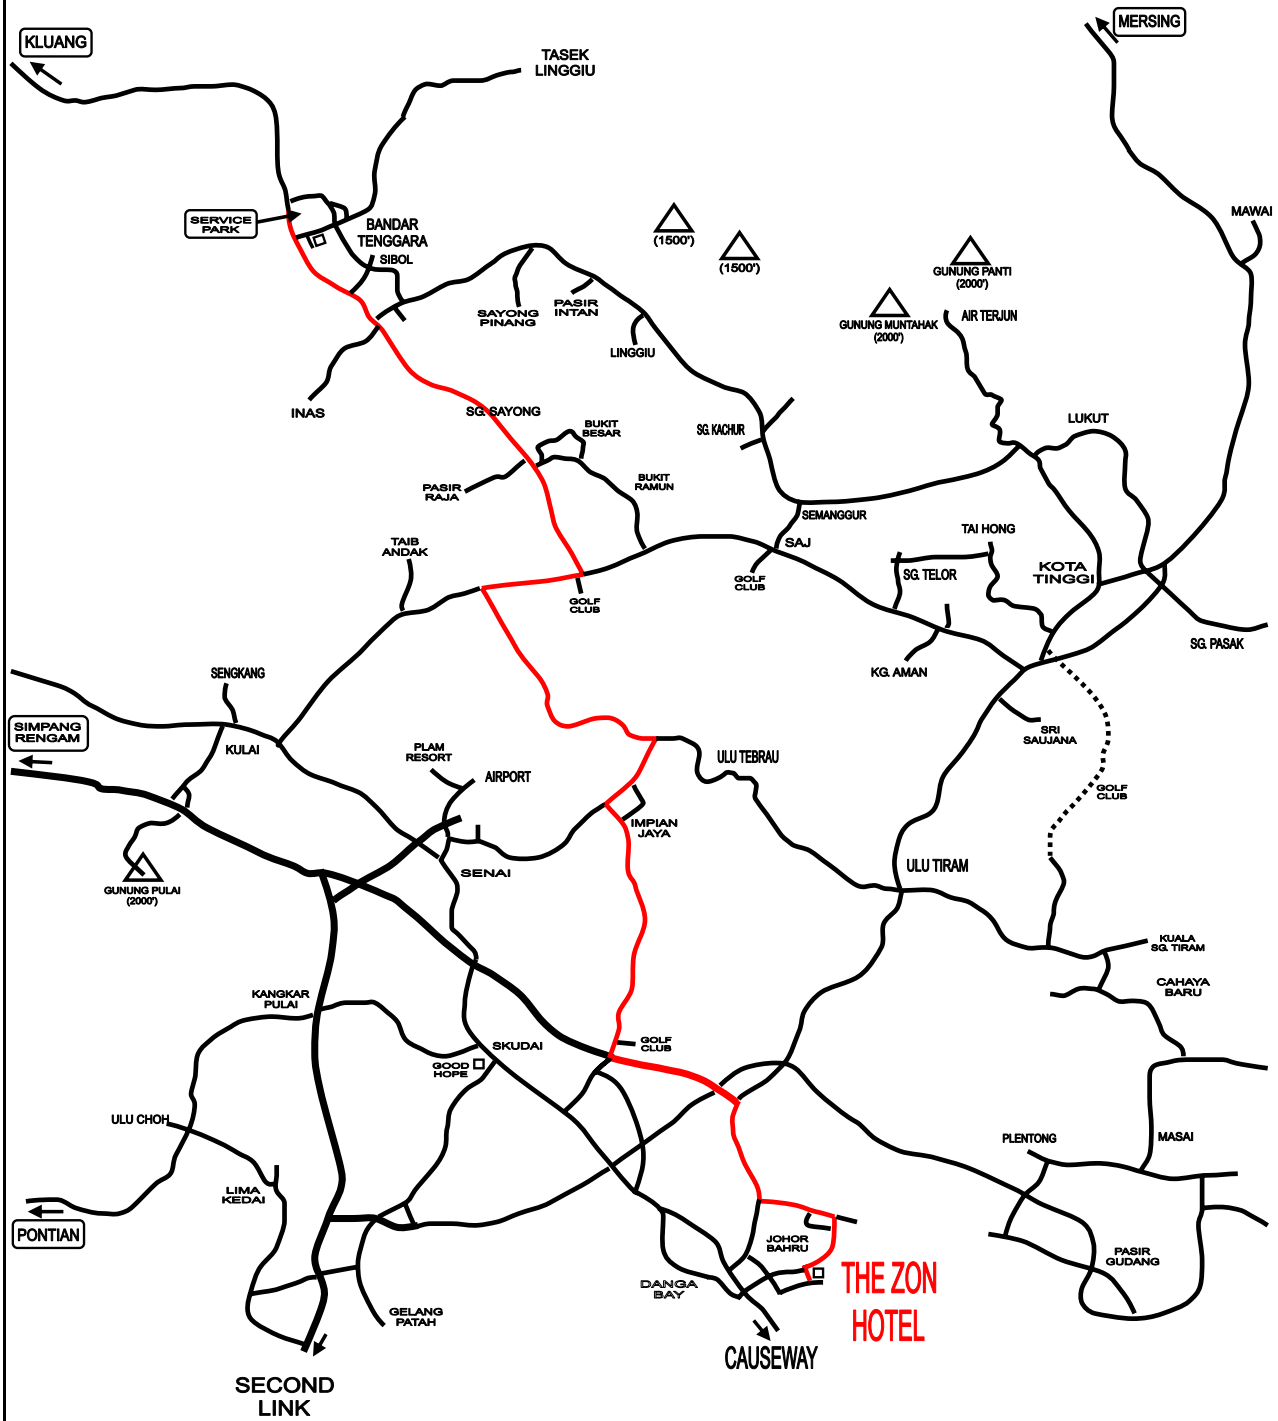 MERSING
KLUANG
TASEK
LINGGIU
MAWAI
SERVICE
PARK
BANDAR
TENGGARA
SIBOL
(1500')
(1500')
GUNUNG PANTI
(2000')
SAYONG
PINANG
PASIR
INTAN
AIR TERJUN
GUNUNG MUNTAHAK
(2000')
LINGGIU
INAS
SG. SAYONG
BUKIT
BESAR
SG. KACHUR
LUKUT
PASIR
RAJA
BUKIT
RAMUN
SEMANGGUR
TAI HONG
TAIB
ANDAK
SAJ
KOTA
TINGGI
SG. TELOR
GOLF
CLUB
GOLF
CLUB
SG. PASAK
KG. AMAN
SENGKANG
SIMPANG
RENGAM
KULAI
SRI
SAUJANA
PLAM
RESORT
AIRPORT
ULU TEBRAU
GOLF
CLUB
IMPIAN
JAYA
ULU TIRAM
SENAI
GUNUNG PULAI
(2000')
KUALA
SG. TIRAM
CAHAYA
BARU
KANGKAR
PULAI
SKUDAI
GOLF
CLUB
GOOD
HOPE
ULU CHOH
PLENTONG
MASAI
LIMA
KEDAI
PONTIAN
JOHOR
BAHRU
PASIR
GUDANG
DANGA
BAY
THE ZON
HOTEL
GELANG
PATAH
CAUSEWAY
SECOND
LINK